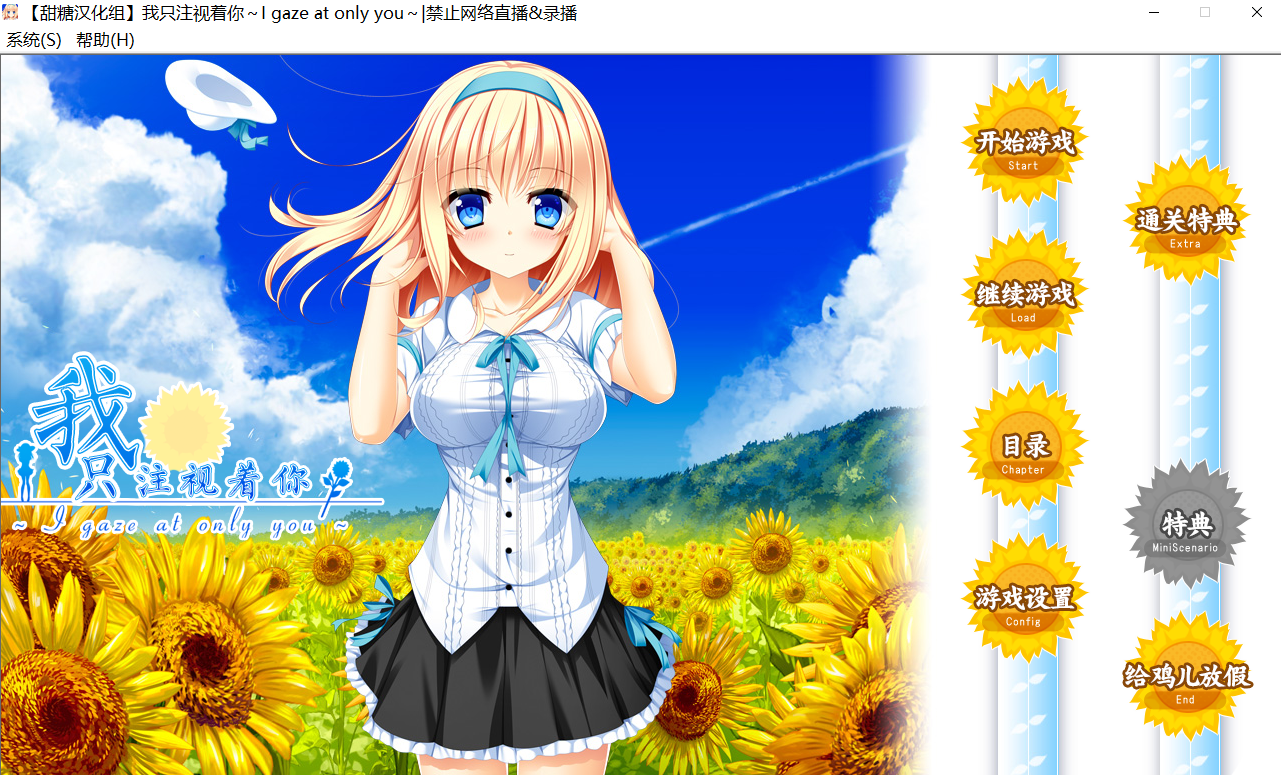 【甜糖汉化组】我只注视着你～I gaze at only you～|禁止网络直播&录播
系统(S) 帮助(H)
我
只注视着你
~ I gaze at only you ~
开始游戏
Start
继续游戏
Load
目录
Chapter
游戏设置
Config
通关特典
Extra
特典
MiniScenario
给鸡儿放假
End